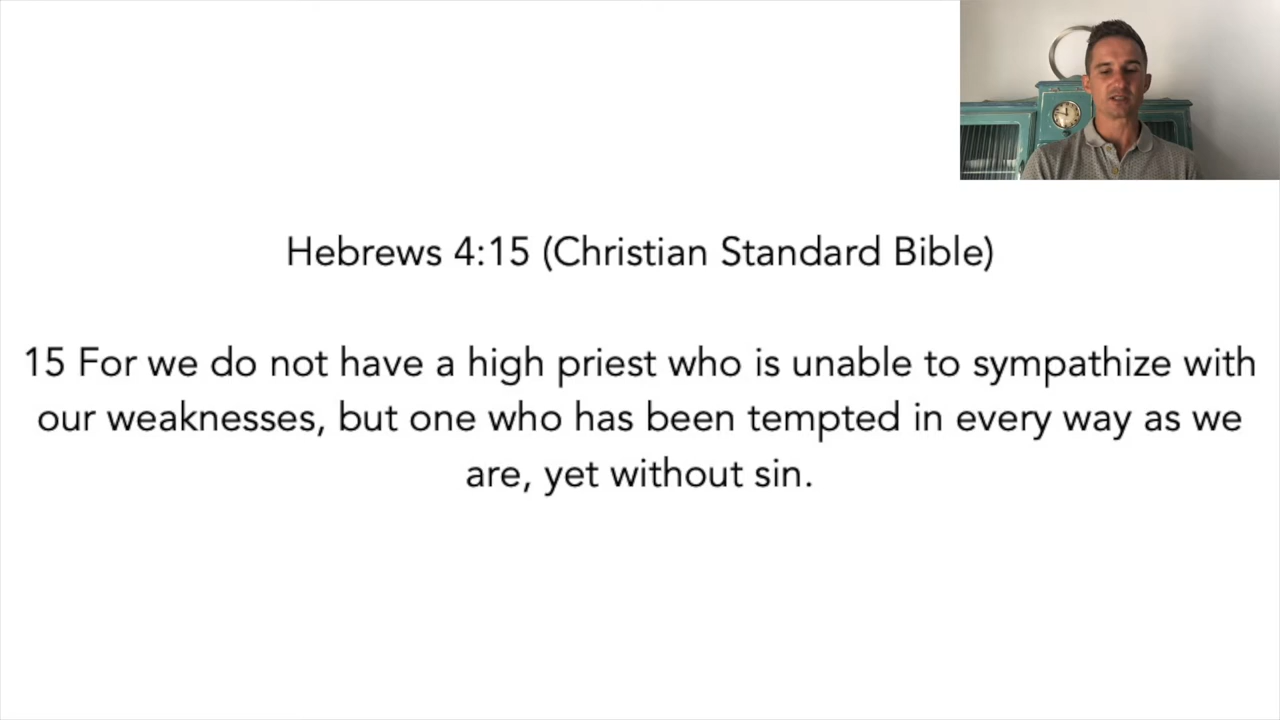 Hebrews 4:15 (Christian Standard Bible)
15 For we do not have a high priest who is unable to sympathize with
our weaknesses, but one who has been tempted in every way as we
are, yet without sin.